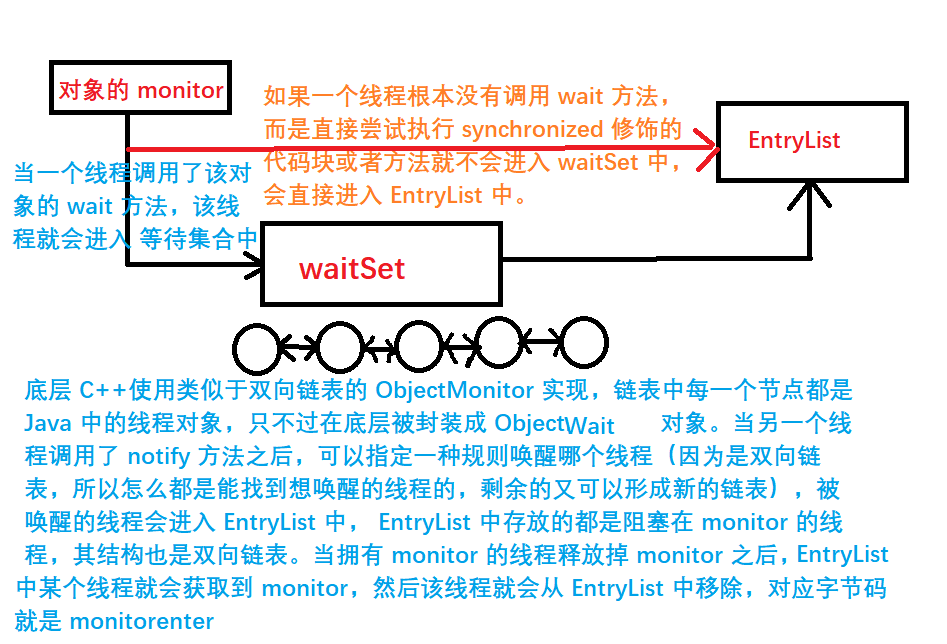 对象的 monitor
如果一个线程根本没有调用 wait 方法，
而是直接尝试执行 synchronized 修饰的
代码块或者方法就不会进入 waitSet 中，
会直接进入 EntryList 中。
EntryList
当一个线程调用了该对
象的 wait 方法，该线
程就会进入 等待集合中
waitSet
底层 C++使用类似于双向链表的 ObjectMonitor 实现，链表中每一个节点都是
Java 中的线程对象，只不过在底层被封装成 ObjectWait 对象。当另一个线
程调用了 notify 方法之后，可以指定一种规则唤醒哪个线程（因为是双向链
表，所以怎么都是能找到想唤醒的线程的，剩余的又可以形成新的链表），被
唤醒的线程会进入 EntryList 中， EntryList 中存放的都是阻塞在 monitor 的线
程，其结构也是双向链表。当拥有 monitor 的线程释放掉 monitor 之后，EntryList
中某个线程就会获取到 monitor，然后该线程就会从 EntryList 中移除，对应字节码
就是 monitorenter